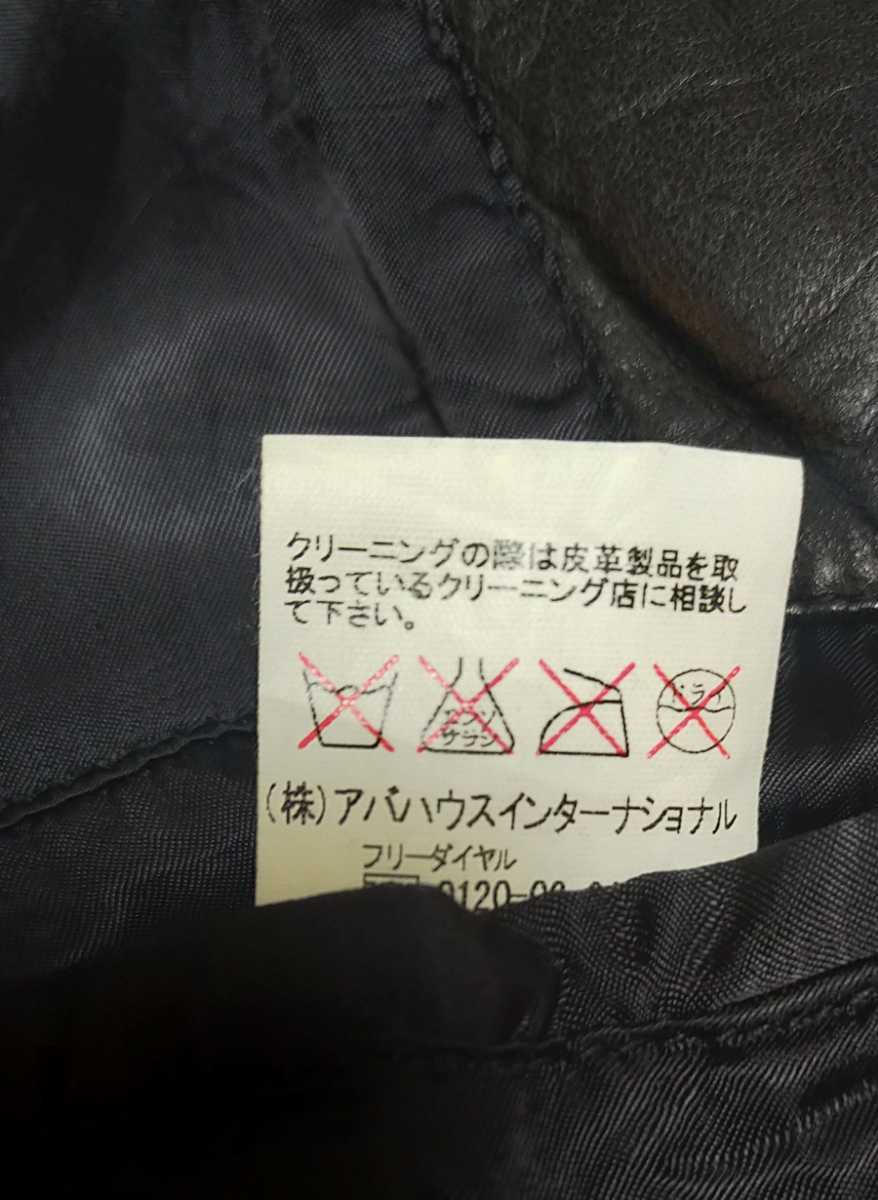 クリーニングの際は皮革製品を取
扱っているクリーニング店に相談し
て下さい。
エンソ
サラシ
ドライ
(株)アバハウスインターナショナル
フリーダイヤル
0120-